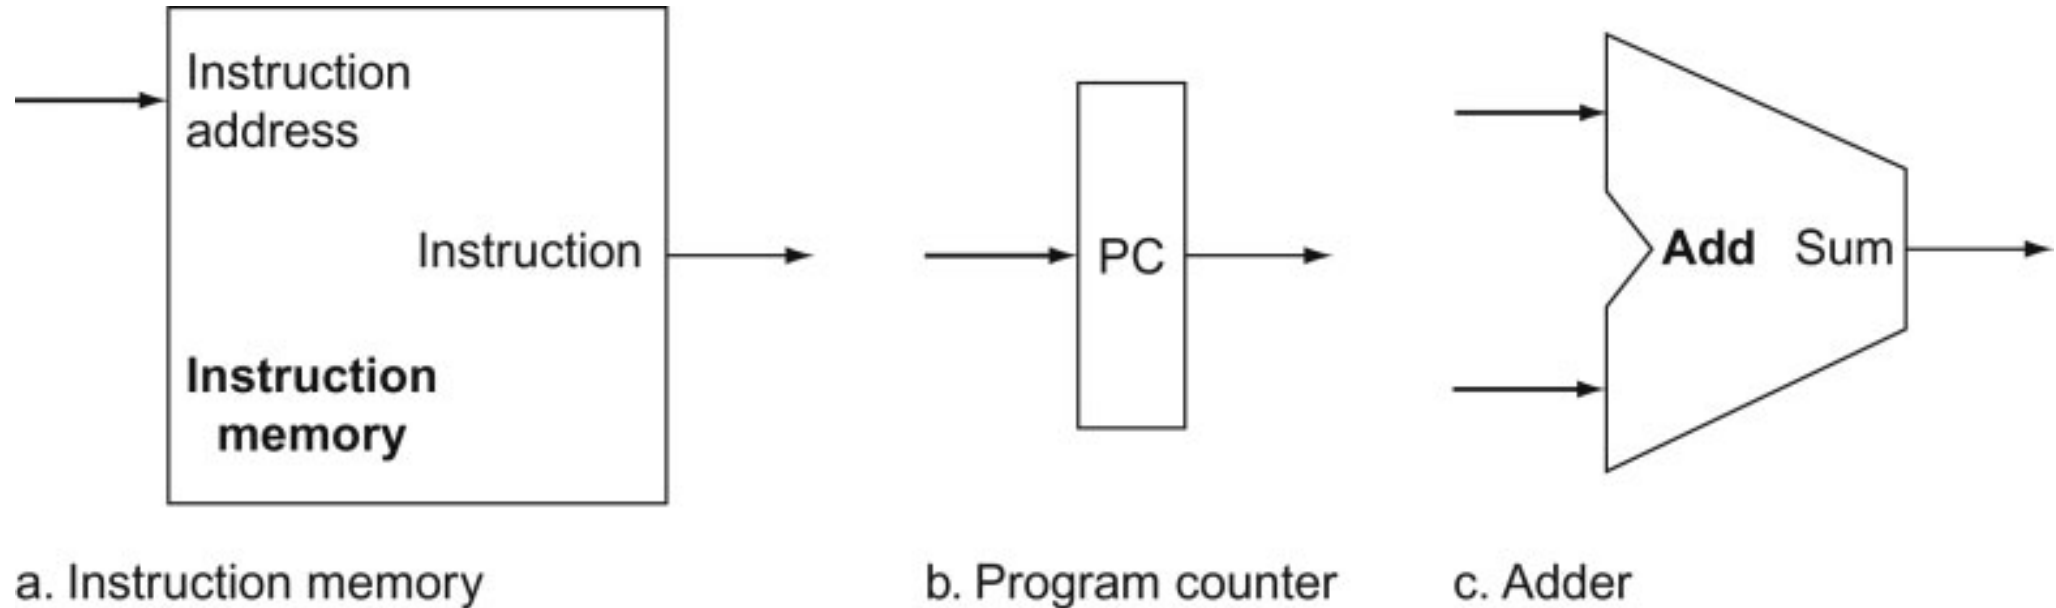 Instruction
address
Instruction
Instruction
memory
PC
Add Sum
a. Instruction memory
b. Program counter
c. Adder